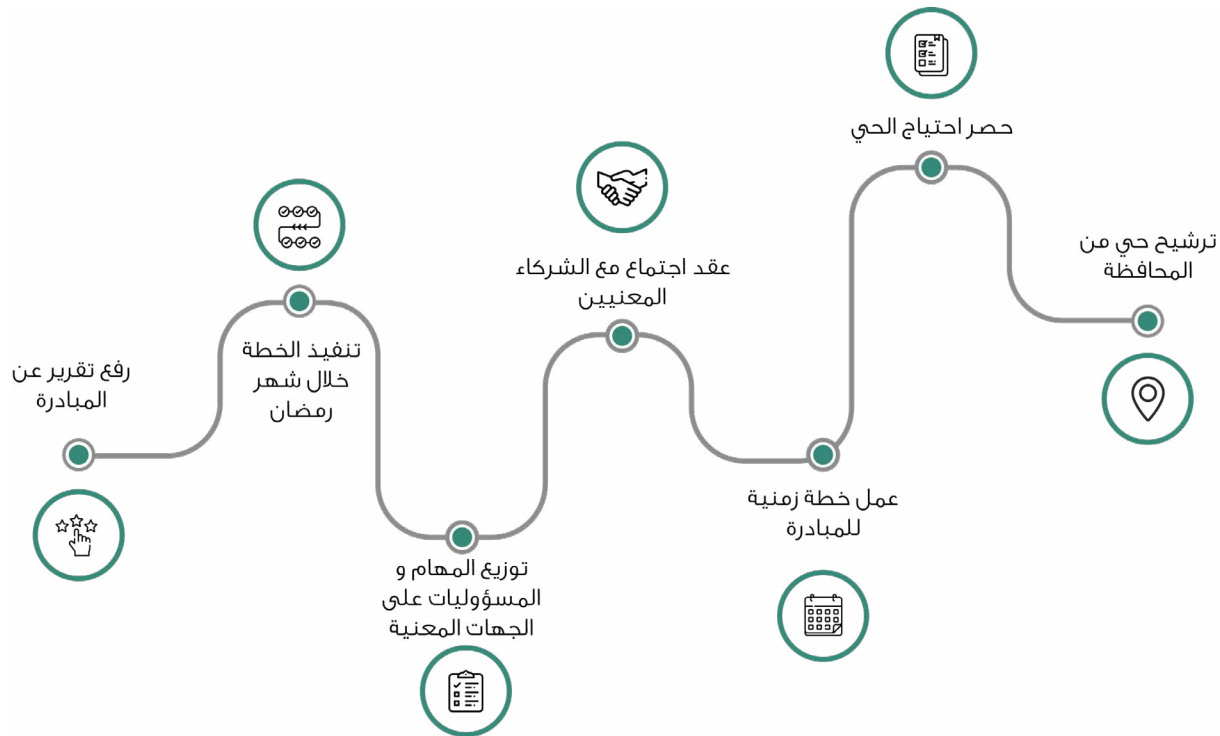 ترشيح حي من
المحافظة
حصر احتياج الحي
عمل خطة زمنية
للمبادرة
عقد اجتماع مع الشركاء
المعنيين
توزيع المهام و
المسؤوليات على
الجهات المعنية
تنفيذ الخطة
خلال شهر
رمضان
رفع تقرير عن
المبادرة